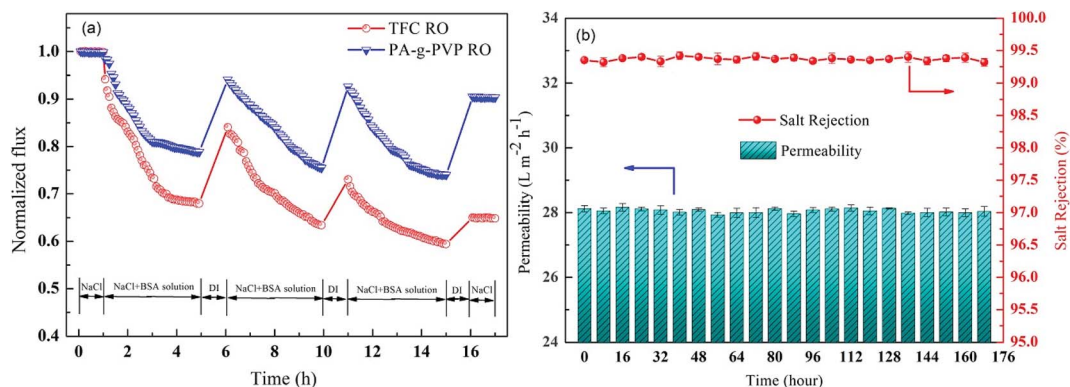 (a)
TFC RO
PA-g-PVP RO
Normalized flux
1.0
0.9
0.8
0.7
0.6
0.5
0.4
NaCl
NaCl+BSA solution
DI
NaCl+BSA solution
DI
NaCl+BSA solution
DI
NaCl
0 2 4 6 8 10 12 14 16
Time (h)
(b)
Permeability (L m⁻² h⁻¹)
34
32
30
28
26
24
Salt Rejection
Permeability
100.0
99.5
99.0
98.5
98.0
97.5
97.0
96.5
96.0
95.5
95.0
Salt Rejection (%)
0 16 32 48 64 80 96 112 128 144 160 176
Time (hour)